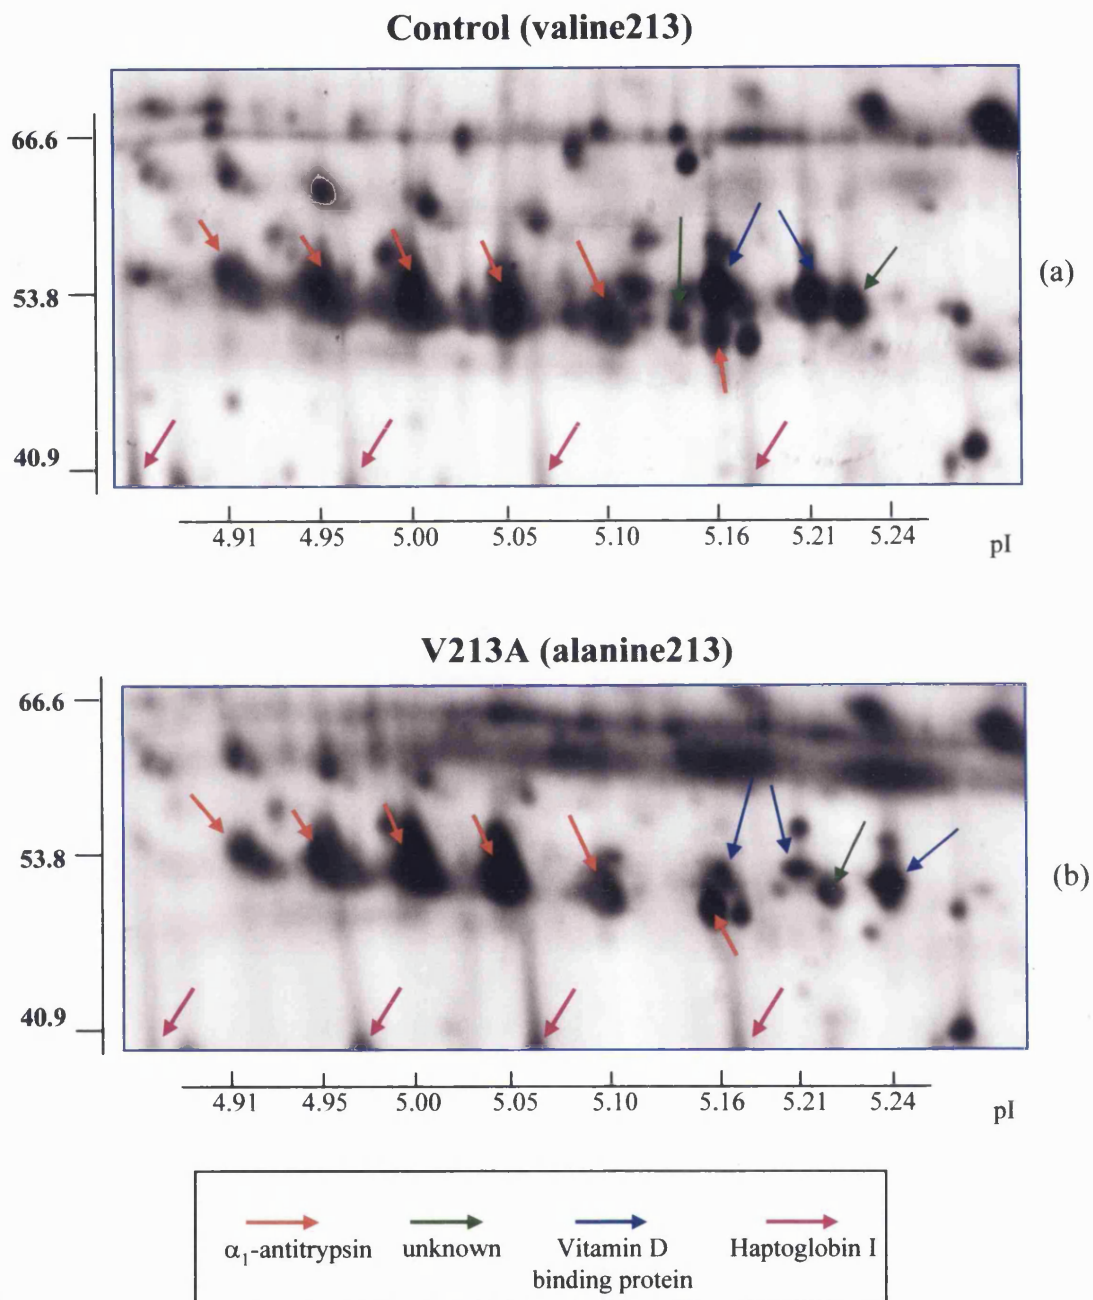 Control (valine213)
66.6
53.8
40.9
(a)
4.91 4.95 5.00 5.05 5.10 5.16 5.21 5.24 pI
V213A (alanine213)
66.6
53.8
40.9
(b)
4.91 4.95 5.00 5.05 5.10 5.16 5.21 5.24 pI
α₁-antitrypsin unknown Vitamin D Haptoglobin I
binding protein